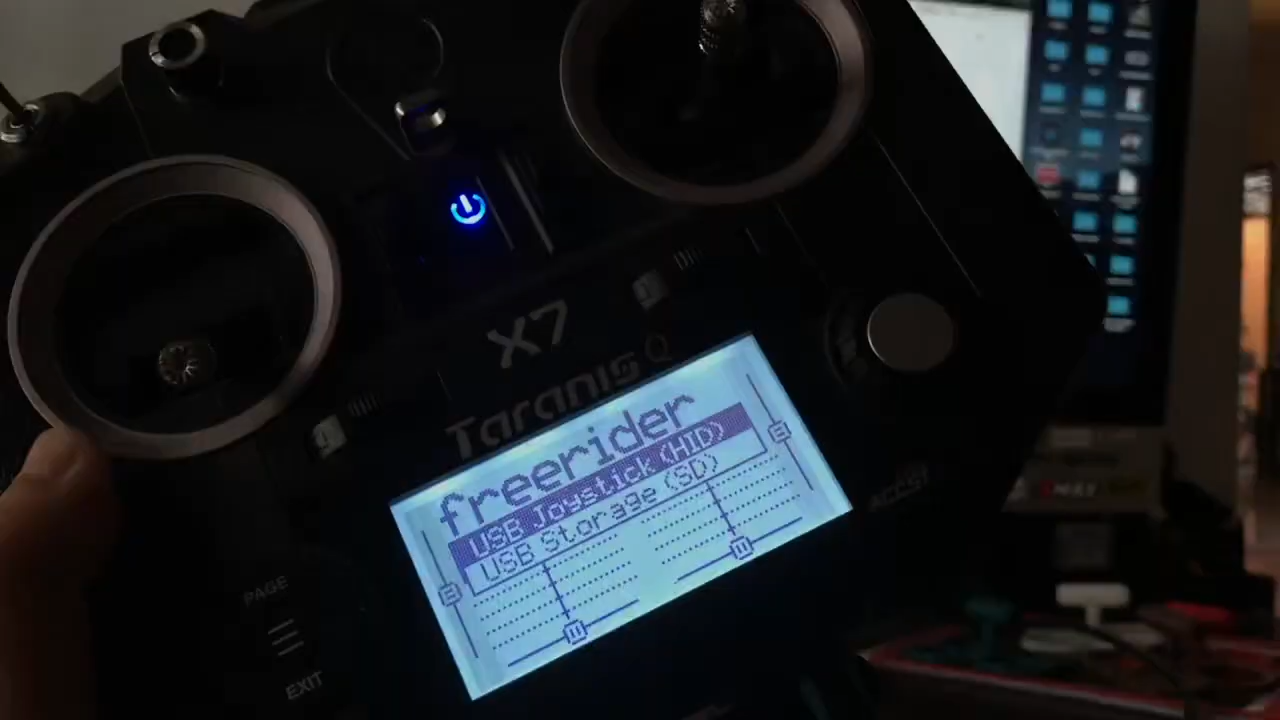 X7
Taranis Q
freerider
USB Joystick (HID)
USB Storage (SD)
ACCST
PAGE
EXIT